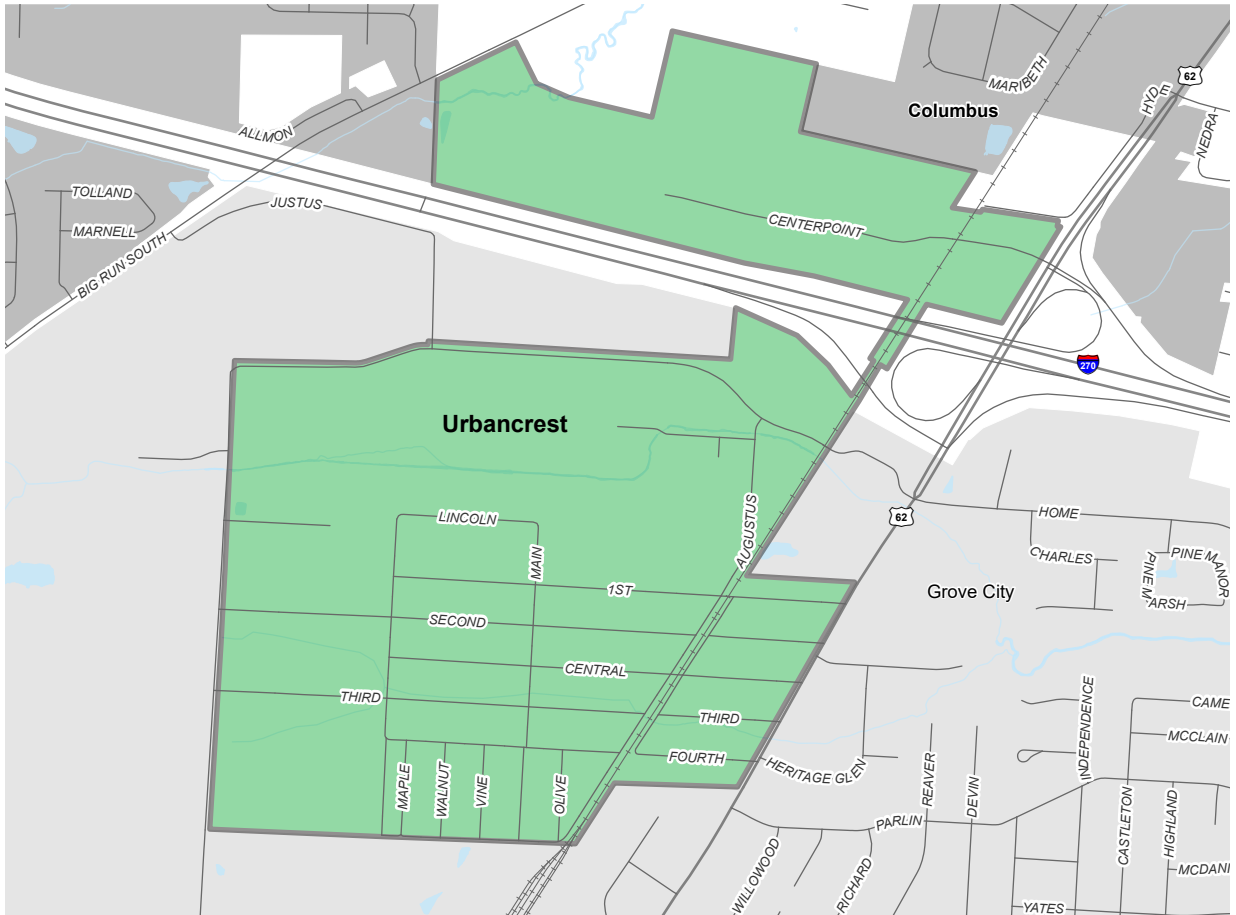 62
MARIBETH
HYDE
Columbus
NEDRA
ALLMON
TOLLAND
JUSTUS
MARNELL
CENTERPOINT
BIG RUN SOUTH
270
Urbancrest
62
LINCOLN
AUGUSTUS
HOME
MAIN
CHARLES
PINE MANOR
PINE M
ARSH
1ST
Grove City
SECOND
CENTRAL
THIRD
THIRD
INDEPENDENCE
CAME
MCCLAIN
FOURTH
HERITAGE GLEN
MAPLE
WALNUT
VINE
OLIVE
REAVER
DEVIN
PARLIN
CASTLETON
HIGHLAND
WILLOWOOD
RICHARD
MCDANI
YATES